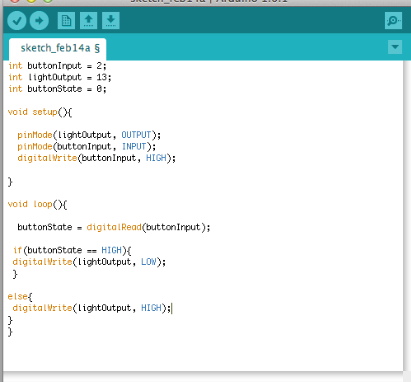 sketch_feb14a | Arduino 1.0.1
sketch_feb14a §
int buttonInput = 2;
int lightOutput = 13;
int buttonState = 0;
void setup(){
pinMode(lightOutput, OUTPUT);
pinMode(buttonInput, INPUT);
digitalWrite(buttonInput, HIGH);
}
void loop(){
buttonState = digitalRead(buttonInput);
if(buttonState == HIGH){
digitalWrite(lightOutput, LOW);
}
else{
digitalWrite(lightOutput, HIGH);
}
}